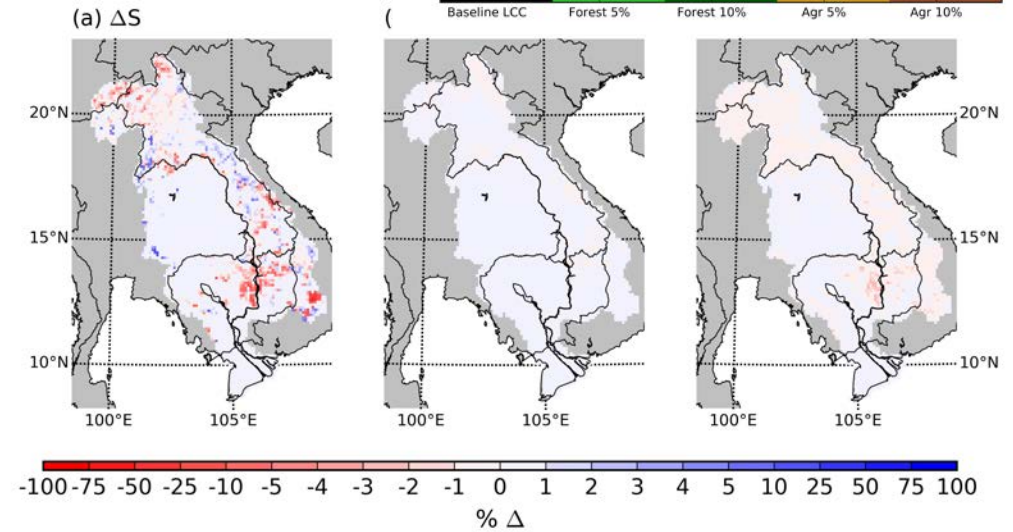 Baseline LCC Forest 5% Forest 10% Agr 5% Agr 10%
(a) ΔS (
20°N 20°N
15°N 15°N
10°N 10°N
100°E 105°E 100°E 105°E 100°E 105°E
-100 -75 -50 -25 -10 -5 -4 -3 -2 -1 0 1 2 3 4 5 10 25 50 75 100
% Δ